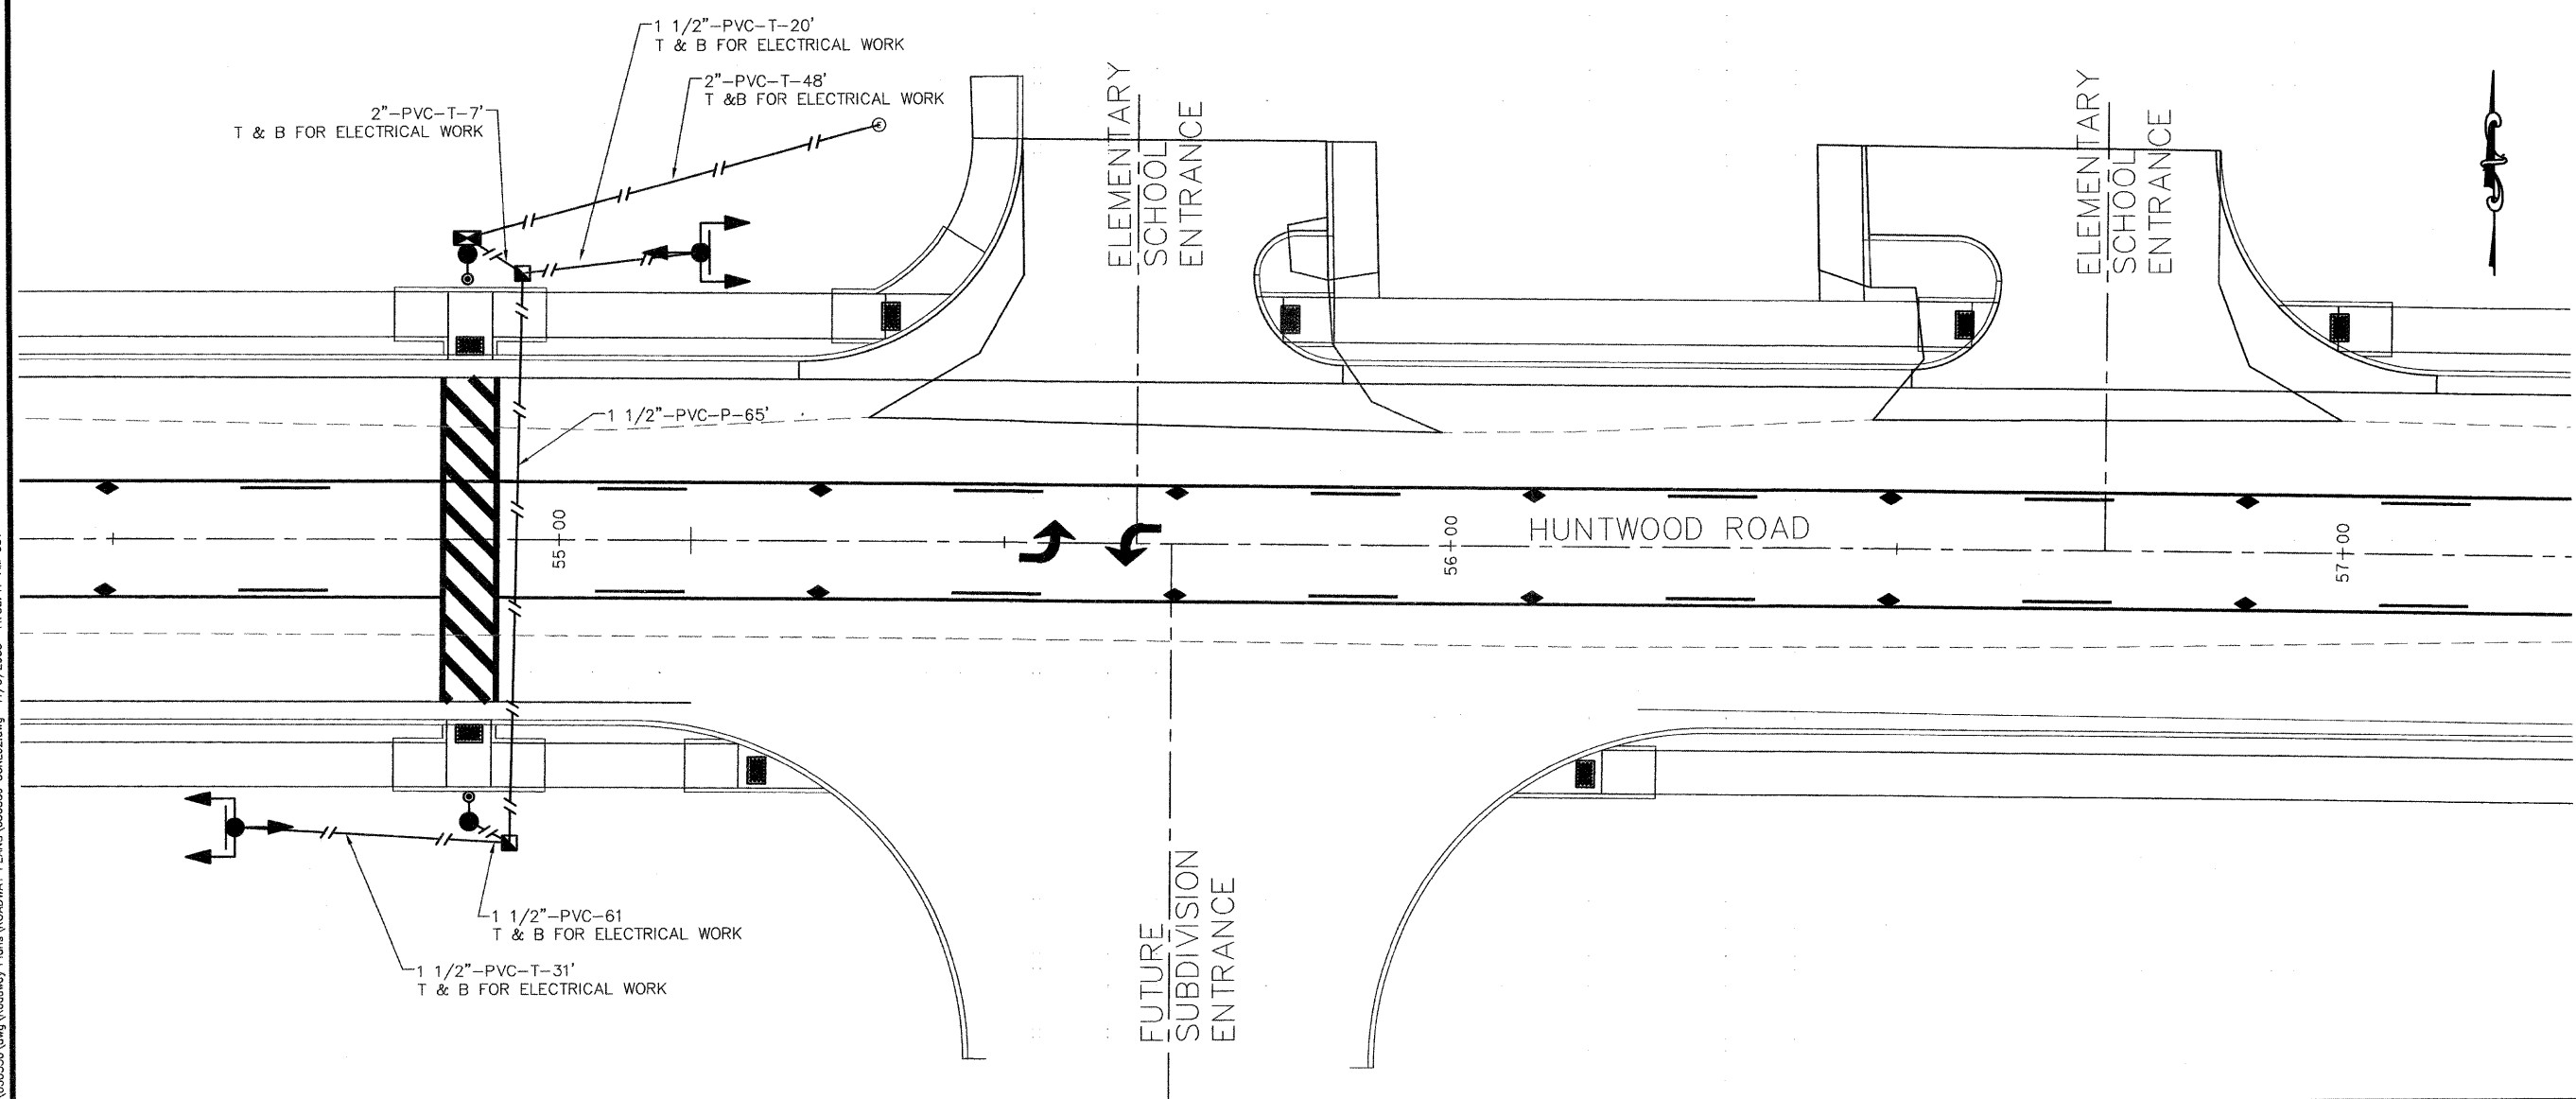 1 1/2"-PVC-T-20'
T & B FOR ELECTRICAL WORK
2"-PVC-T-48'
T &B FOR ELECTRICAL WORK
2"-PVC-T-7'
T & B FOR ELECTRICAL WORK
ELEMENTARY
SCHOOL
ENTRANCE
ELEMENTARY
SCHOOL
ENTRANCE
1 1/2"-PVC-P-65'
55+00
56+00
HUNTWOOD ROAD
57+00
1 1/2"-PVC-61
T & B FOR ELECTRICAL WORK
1 1/2"-PVC-T-31'
T & B FOR ELECTRICAL WORK
FUTURE
SUBDIVISION
ENTRANCE